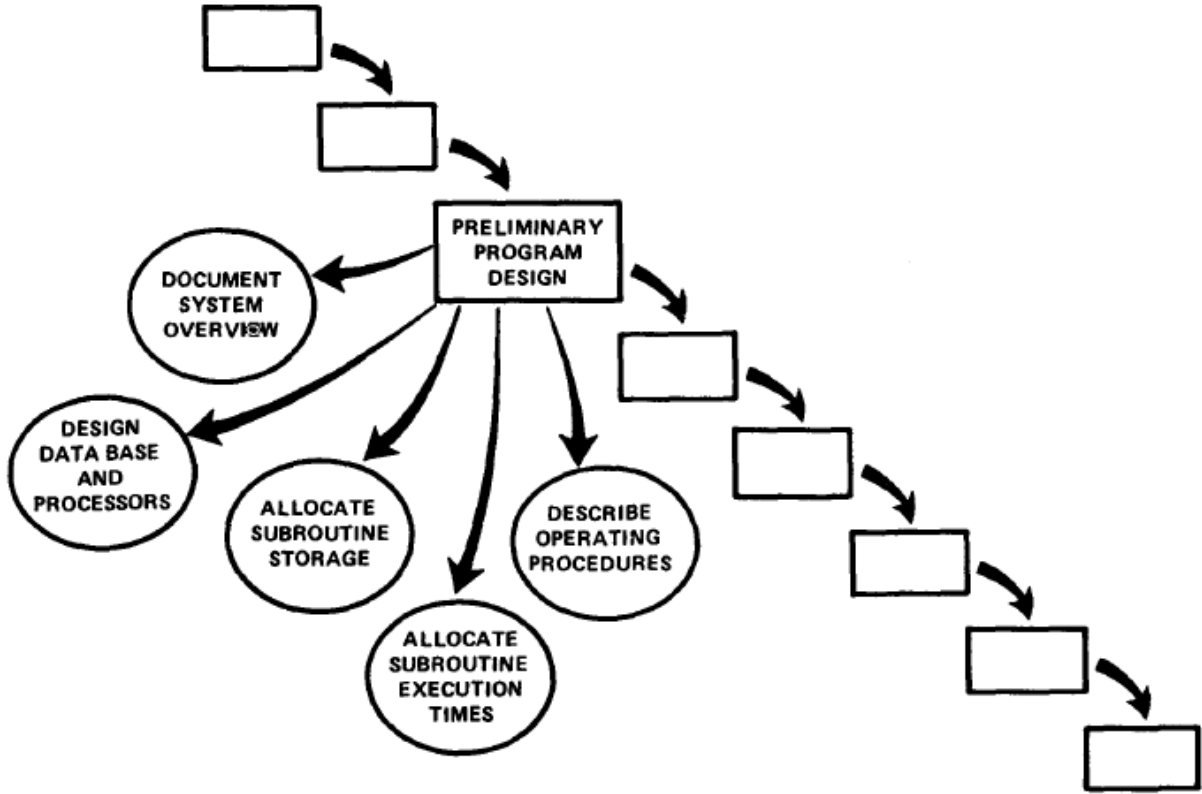 PRELIMINARY
PROGRAM
DESIGN
DOCUMENT
SYSTEM
OVERVIEW
DESIGN
DATA BASE
AND
PROCESSORS
ALLOCATE
SUBROUTINE
STORAGE
ALLOCATE
SUBROUTINE
EXECUTION
TIMES
DESCRIBE
OPERATING
PROCEDURES